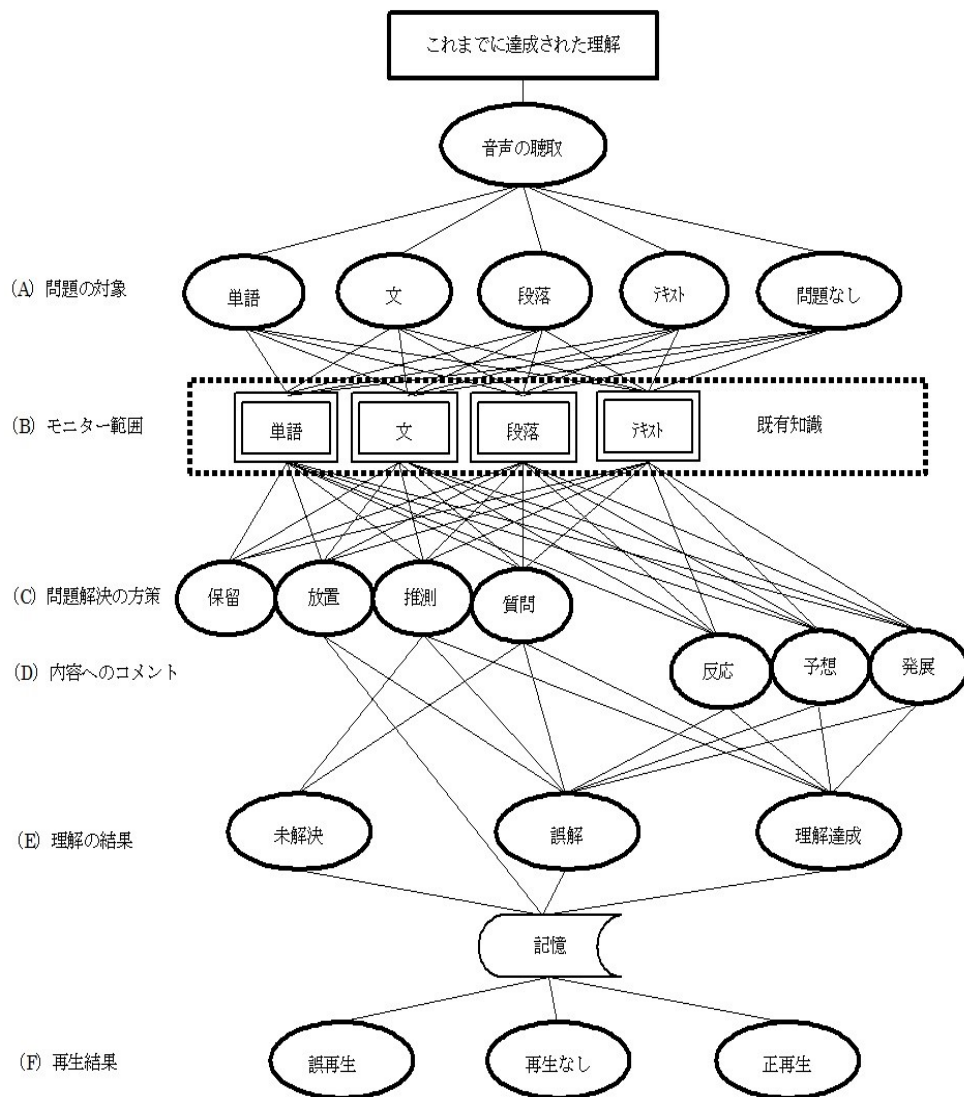 これまでに達成された理解
音声の聴取
(A) 問題の対象
単語
文
段落
テキスト
問題なし
(B) モニター範囲
単語
文
段落
テキスト
既有知識
(C) 問題解決の方策
保留
放置
推測
質問
(D) 内容へのコメント
反応
予想
発展
(E) 理解の結果
未解決
誤解
理解達成
記憶
(F) 再生結果
誤再生
再生なし
正再生